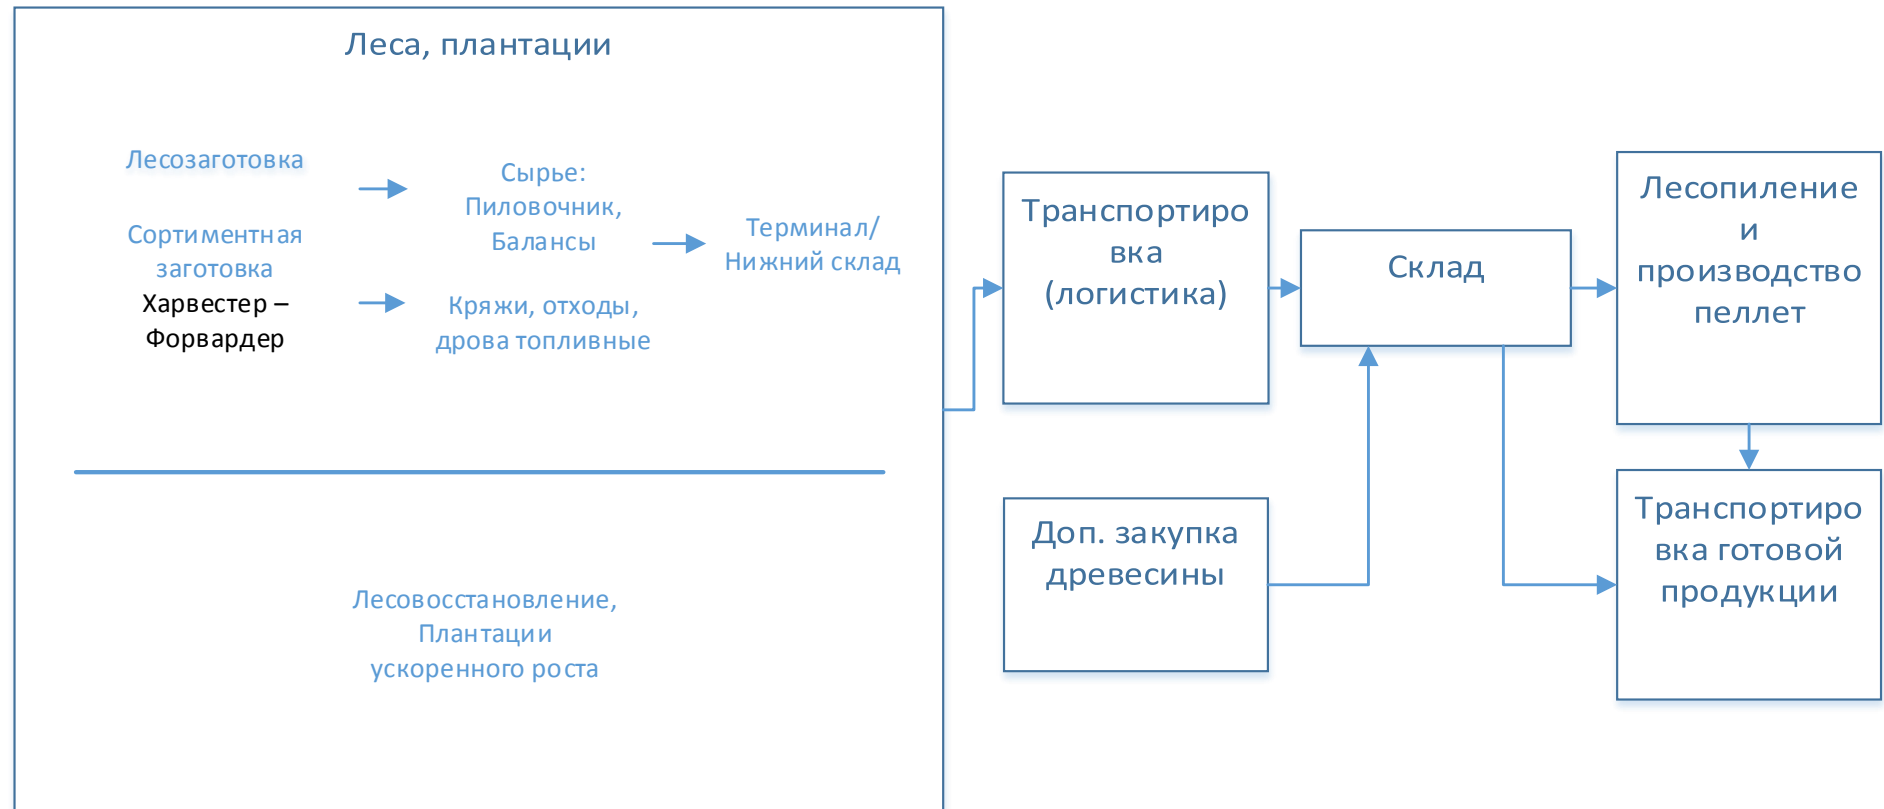 Леса, плантации
Лесозаготовка
Сортиментная
заготовка
Харвестер –
Форвардер
Сырье:
Пиловочник,
Балансы
Кряжи, отходы,
дрова топливные
Терминал/
Нижний склад
Лесовосстановление,
Плантации
ускоренного роста
Транспортиро
вка
(логистика)
Доп. закупка
древесины
Склад
Лесопиление
и
производство
пеллет
Транспортиро
вка готовой
продукции